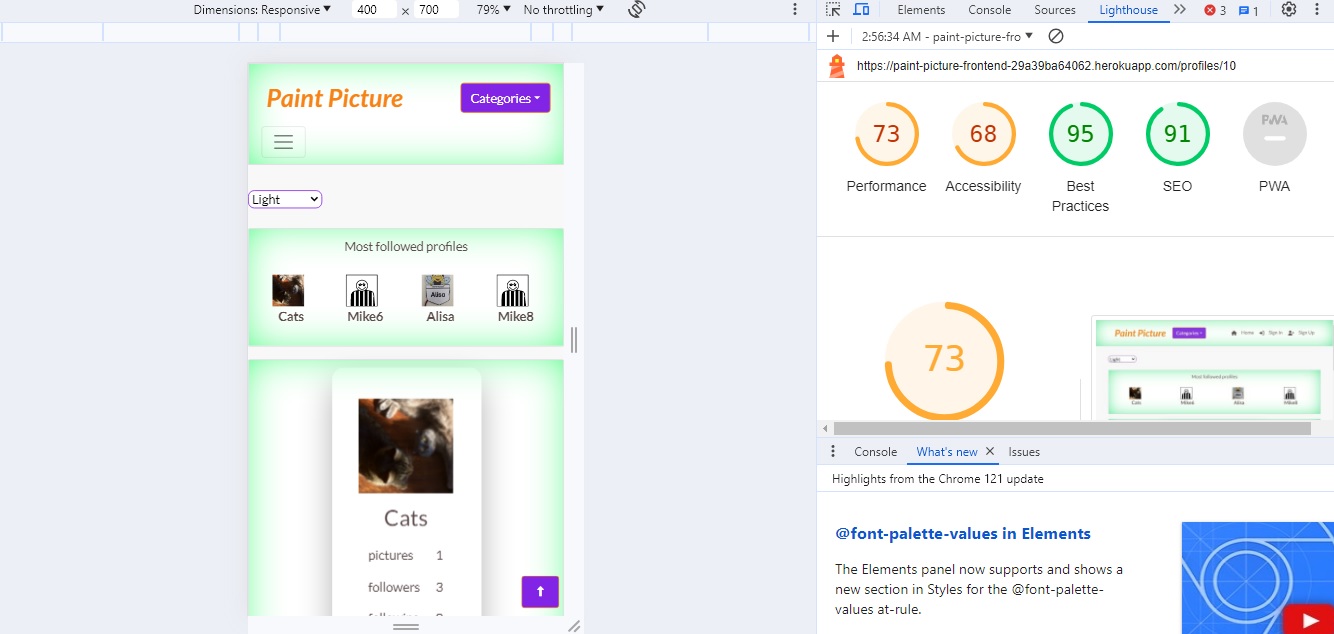 Dimensions: Responsive ▼ 400 × 700 79% ▼ No throttling ▼
Elements Console Sources Lighthouse 3 1
2:56:34 AM - paint-picture-fro ▼
https://paint-picture-frontend-29a39ba64062.herokuapp.com/profiles/10
Paint Picture
Categories
Light
Most followed profiles
Cats Mike6 Alisa Mike8
Cats
pictures 1
followers 3
73 68 95 91 PWA
Performance Accessibility Best Practices SEO PWA
73
Paint Picture Categories Home Sign In Sign Up
Light
Most followed profiles
Cats Mike6 Alisa Mike8
Console What's new Issues
Highlights from the Chrome 121 update
@font-palette-values in Elements
The Elements panel now supports and shows a
new section in Styles for the @font-palette-
values at-rule.